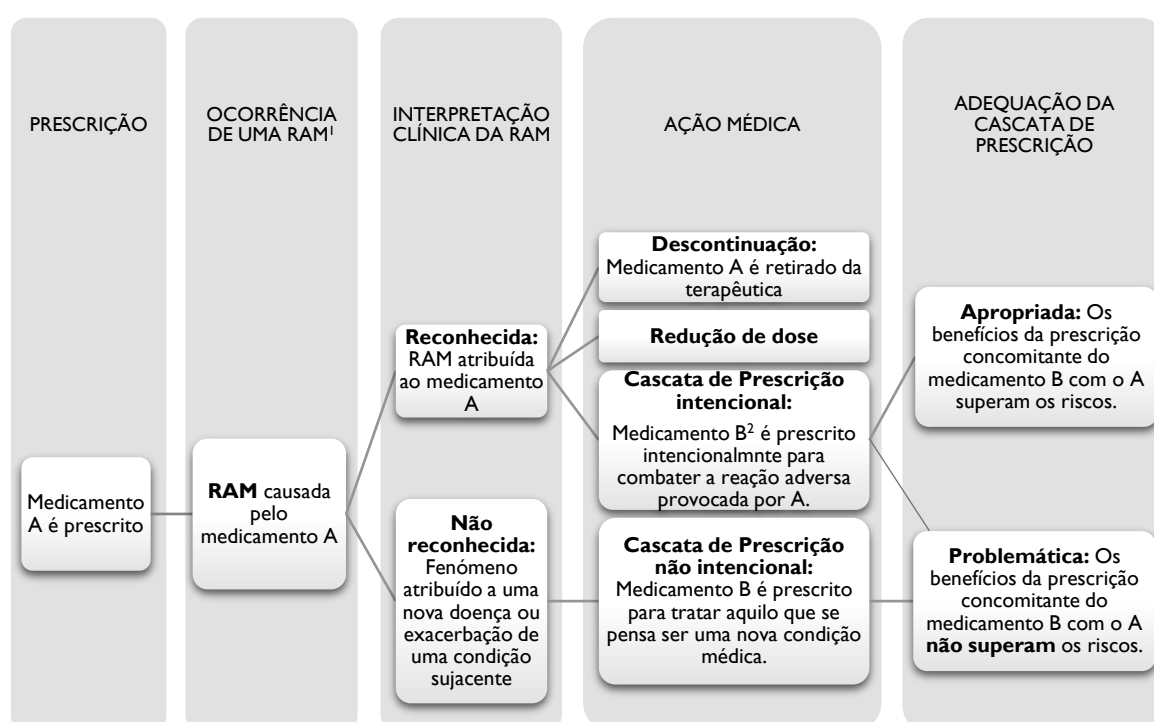 PRESCRIÇÃO
OCORRÊNCIA
DE UMA RAM¹
INTERPRETAÇÃO
CLÍNICA DA RAM
AÇÃO MÉDICA
ADEQUAÇÃO DA
CASCATA DE
PRESCRIÇÃO
Medicamento
A é prescrito
RAM causada
pelo
medicamento A
Reconhecida:
RAM atribuída
ao medicamento
A
Não
reconhecida:
Fenómeno
atribuído a uma
nova doença ou
exacerbação de
uma condição
sujacente
Descontinuação:
Medicamento A é retirado da
terapêutica
Redução de dose
Cascata de Prescrição
intencional:
Medicamento B² é prescrito
intencionalmnte para
combater a reação adversa
provocada por A.
Cascata de Prescrição
não intencional:
Medicamento B é prescrito
para tratar aquilo que se
pensa ser uma nova condição
médica.
Apropriada: Os
benefícios da prescrição
concomitante do
medicamento B com o A
superam os riscos.
Problemática: Os
benefícios da prescrição
concomitante do
medicamento B com o A
não superam os riscos.